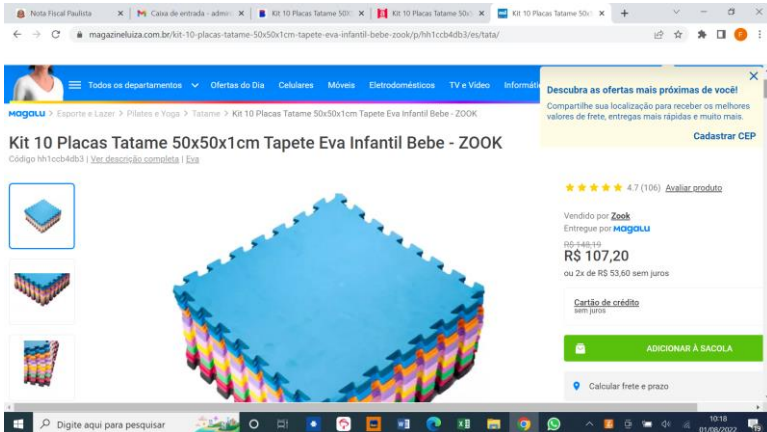 Nota Fiscal Paulista
Caixa de entrada - admin
Kit 10 Placas Tatame 50X
Kit 10 Placas Tatame 50x5
Kit 10 Placas Tatame 50x
magazineluiza.com.br/kit-10-placas-tatame-50x50x1cm-tapete-eva-infantil-bebe-zook/p/hh1ccb4db3/es/tata/
Todos os departamentos
Ofertas do Dia
Celulares
Móveis
Eletrodomésticos
TV e Vídeo
Informáti
Descubra as ofertas mais próximas de você!
Compartilhe sua localização para receber os melhores
valores de frete, entregas mais rápidas e muito mais.
Cadastrar CEP
MagaLu > Esporte e Lazer > Pilates e Yoga > Tatame > Kit 10 Placas Tatame 50x50x1cm Tapete Eva Infantil Bebe - ZOOK
Kit 10 Placas Tatame 50x50x1cm Tapete Eva Infantil Bebe - ZOOK
Código hh1ccb4db3 | Ver descrição completa | Eva
4.7 (106) Avaliar produto
Vendido por Zook
Entregue por MagaLu
R$ 148,19
R$ 107,20
ou 2x de R$ 53,60 sem juros
Cartão de crédito
sem juros
ADICIONAR À SACOLA
Calcular frete e prazo
Digite aqui para pesquisar
10:18
01/08/2022